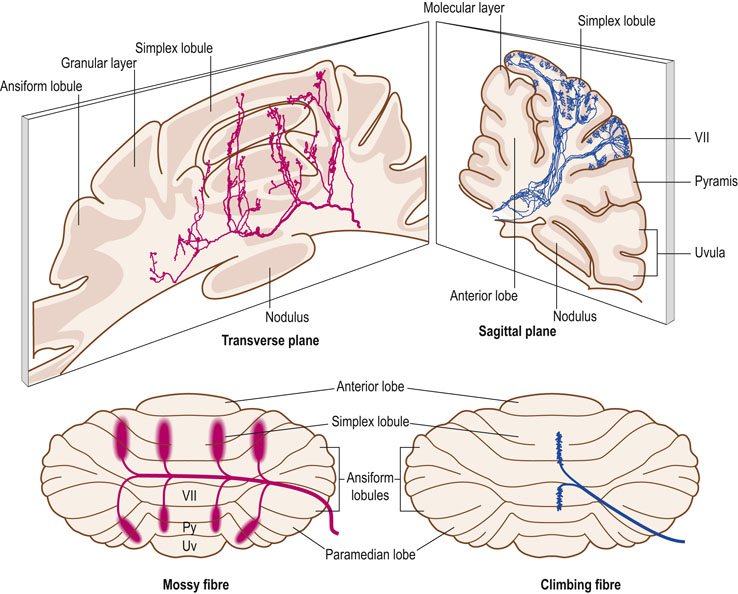 Molecular layer
Simplex lobule
Simplex lobule
Granular layer
Ansiform lobule
VII
Pyramis
Uvula
Anterior lobe
Nodulus
Nodulus
Transverse plane
Sagittal plane
Anterior lobe
Simplex lobule
Ansiform
lobules
VII
Py
Uv
Paramedian lobe
Mossy fibre
Climbing fibre